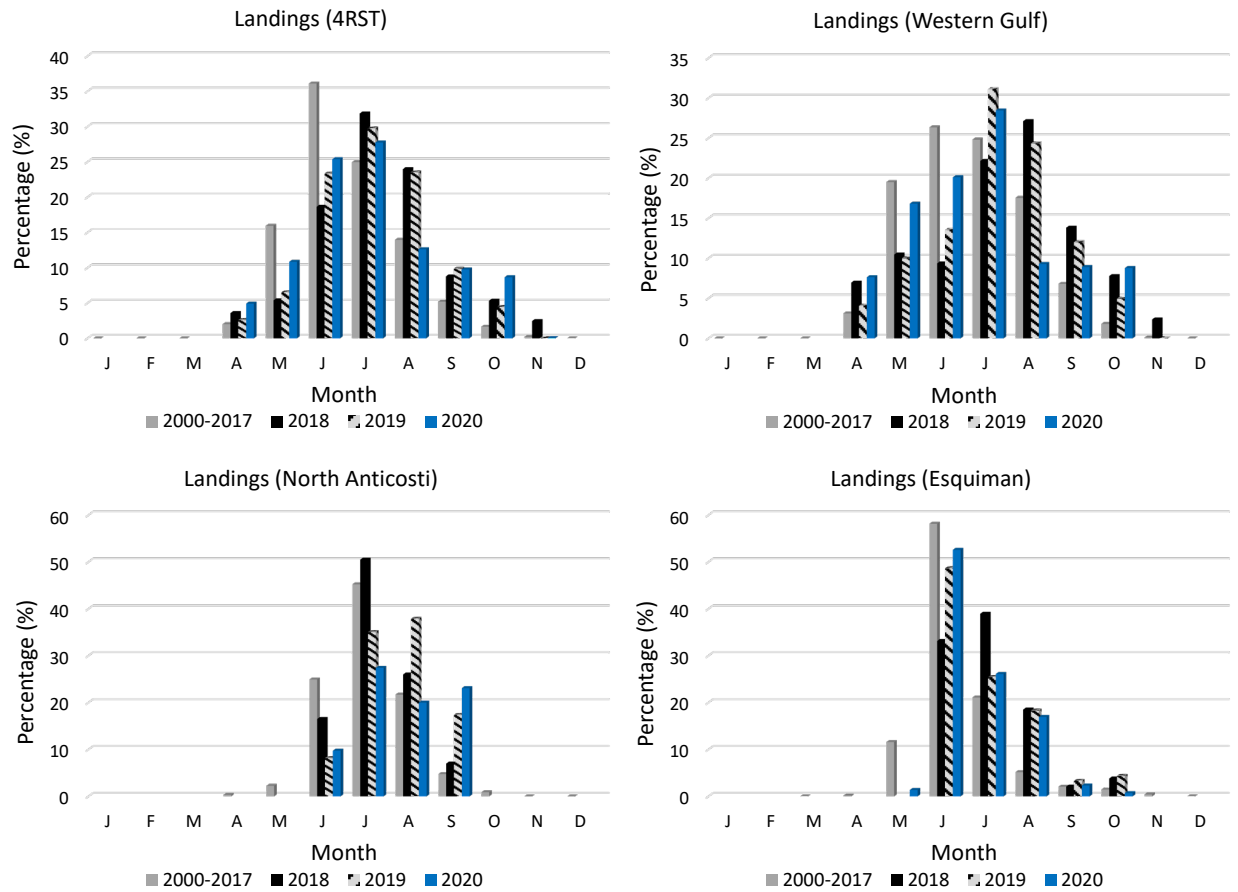 Landings (4RST)
40
35
30
25
20
15
10
5
0
Percentage (%)
J F M A M J J A S O N D
Month
2000-2017 2018 2019 2020
Landings (Western Gulf)
35
30
25
20
15
10
5
0
Percentage (%)
J F M A M J J A S O N D
Month
2000-2017 2018 2019 2020
Landings (North Anticosti)
60
50
40
30
20
10
0
Percentage (%)
J F M A M J J A S O N D
Month
2000-2017 2018 2019 2020
Landings (Esquiman)
60
50
40
30
20
10
0
Percentage (%)
J F M A M J J A S O N D
Month
2000-2017 2018 2019 2020